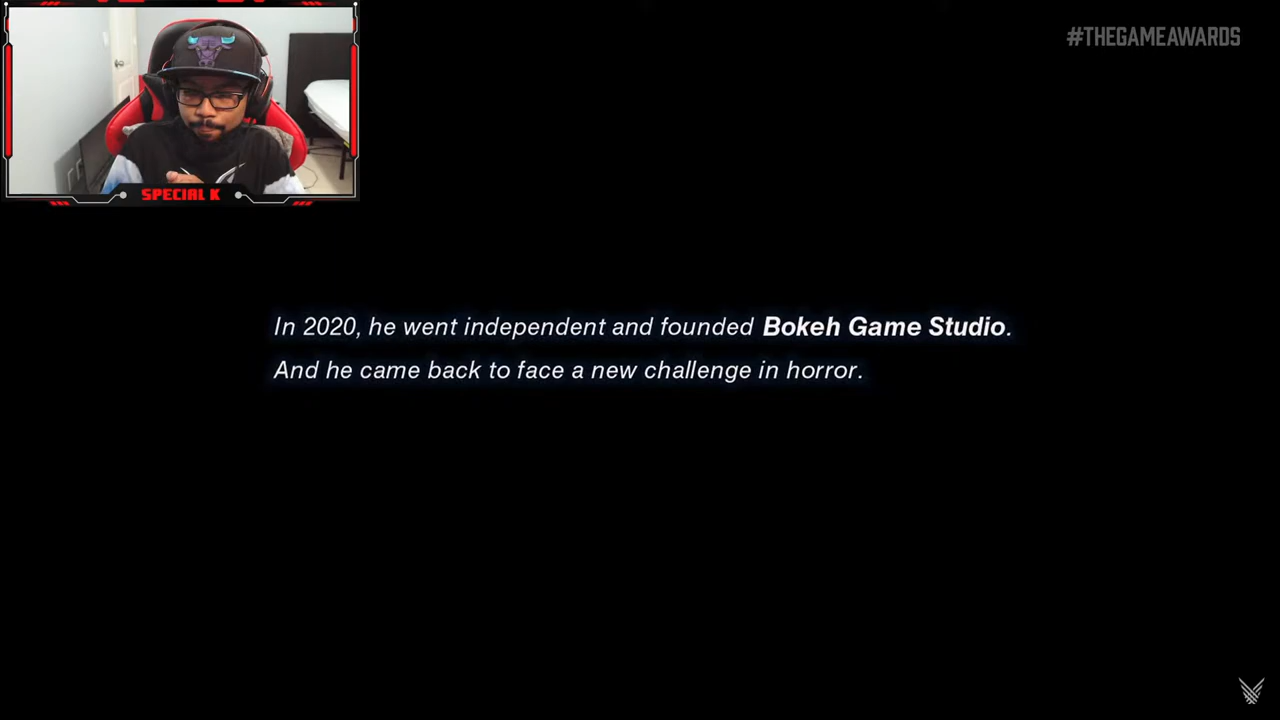 #THEGAMEAWARDS
SPECIAL K
In 2020, he went independent and founded Bokeh Game Studio.
And he came back to face a new challenge in horror.